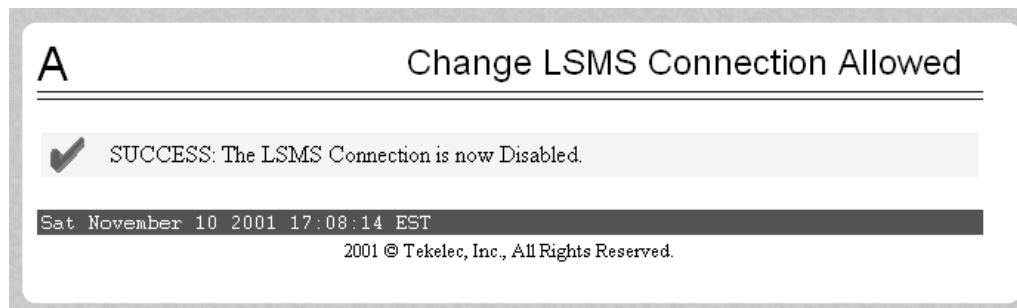 A Change LSMS Connection Allowed
SUCCESS: The LSMS Connection is now Disabled.
Sat November 10 2001 17:08:14 EST
2001 © Tekelec, Inc., All Rights Reserved.